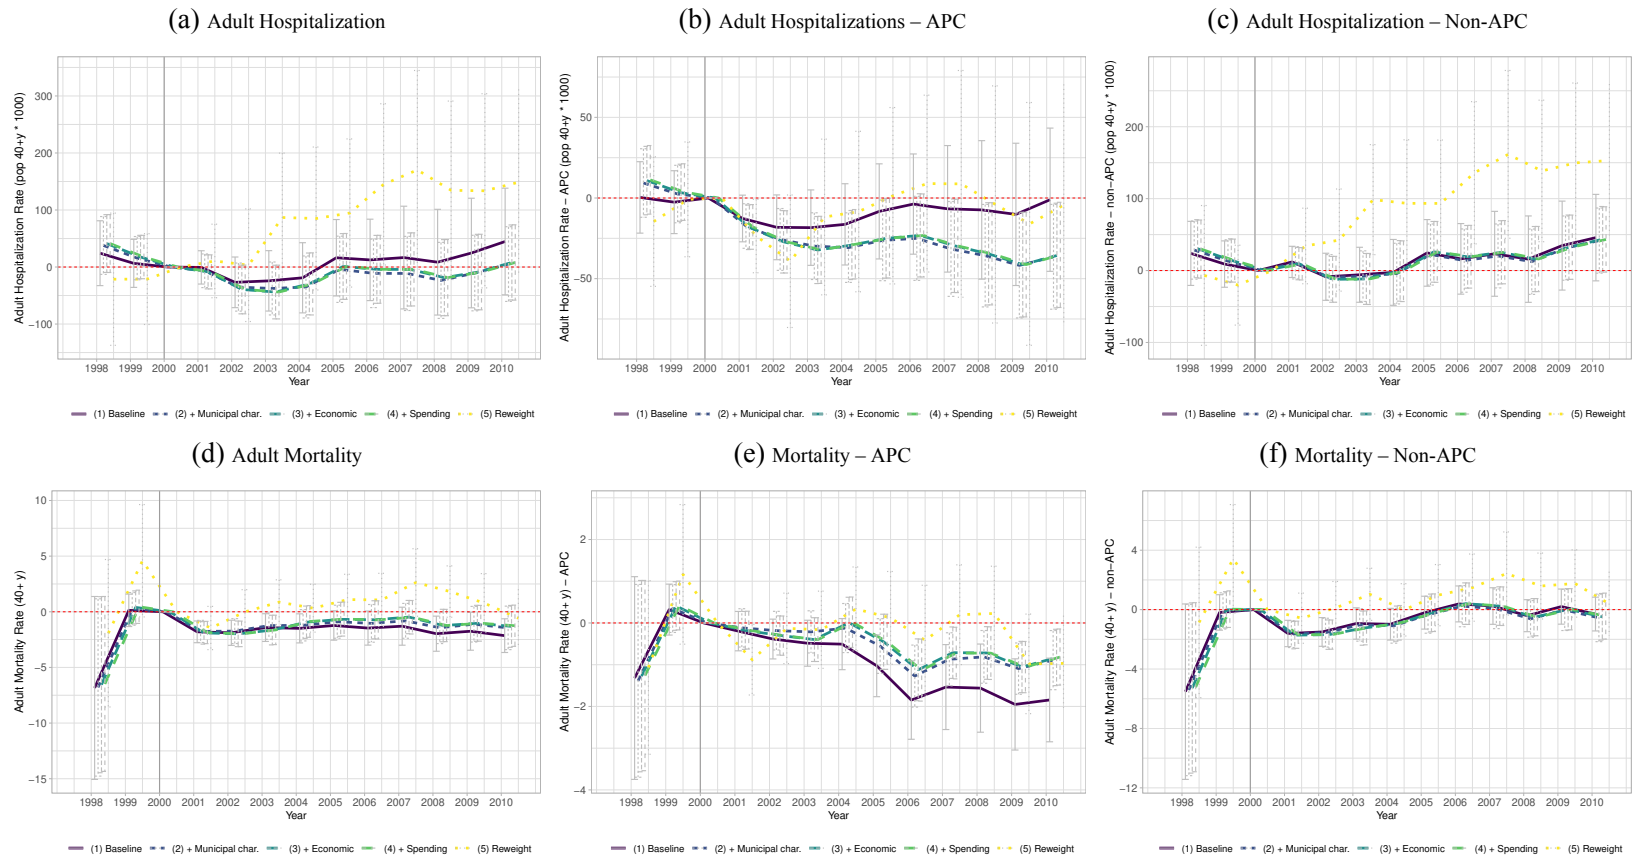 (a) Adult Hospitalization
(b) Adult Hospitalizations – APC
(c) Adult Hospitalization – Non-APC
Adult Hospitalization Rate (pop 40+y * 1000)
300
200
100
0
−100
1998 1999 2000 2001 2002 2003 2004 2005 2006 2007 2008 2009 2010
Year
(1) Baseline (2) + Municipal char. (3) + Economic (4) + Spending (5) Reweight
Adult Hospitalization Rate − APC (pop 40+y * 1000)
50
0
−50
1998 1999 2000 2001 2002 2003 2004 2005 2006 2007 2008 2009 2010
Year
(1) Baseline (2) + Municipal char. (3) + Economic (4) + Spending (5) Reweight
Adult Hospitalization Rate − non−APC (pop 40+y * 1000)
200
100
0
−100
1998 1999 2000 2001 2002 2003 2004 2005 2006 2007 2008 2009 2010
Year
(1) Baseline (2) + Municipal char. (3) + Economic (4) + Spending (5) Reweight
(d) Adult Mortality
(e) Mortality – APC
(f) Mortality – Non-APC
Adult Mortality Rate (40+ y)
10
5
0
−5
−10
−15
1998 1999 2000 2001 2002 2003 2004 2005 2006 2007 2008 2009 2010
Year
(1) Baseline (2) + Municipal char. (3) + Economic (4) + Spending (5) Reweight
Adult Mortality Rate (40+ y) − APC
2
0
−2
−4
1998 1999 2000 2001 2002 2003 2004 2005 2006 2007 2008 2009 2010
Year
(1) Baseline (2) + Municipal char. (3) + Economic (4) + Spending (5) Reweight
Adult Mortality Rate (40+ y) − non−APC
4
0
−4
−8
−12
1998 1999 2000 2001 2002 2003 2004 2005 2006 2007 2008 2009 2010
Year
(1) Baseline (2) + Municipal char. (3) + Economic (4) + Spending (5) Reweight